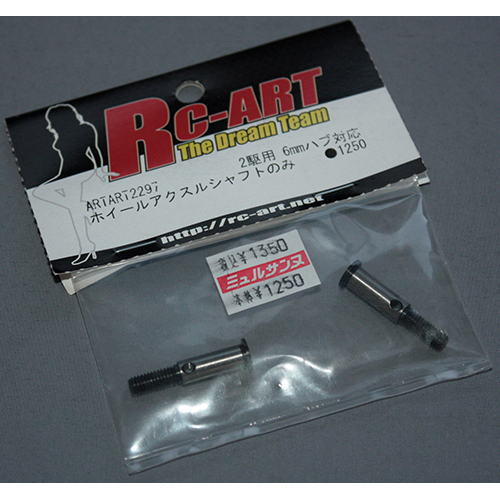 RC-ART
The Dream Team
2駆用 6mmハブ対応
ARTART2297
ホイールアクスルシャフトのみ
●1250
http://rc-art.net
税込¥1350
ミュルサンヌ
本体¥1250